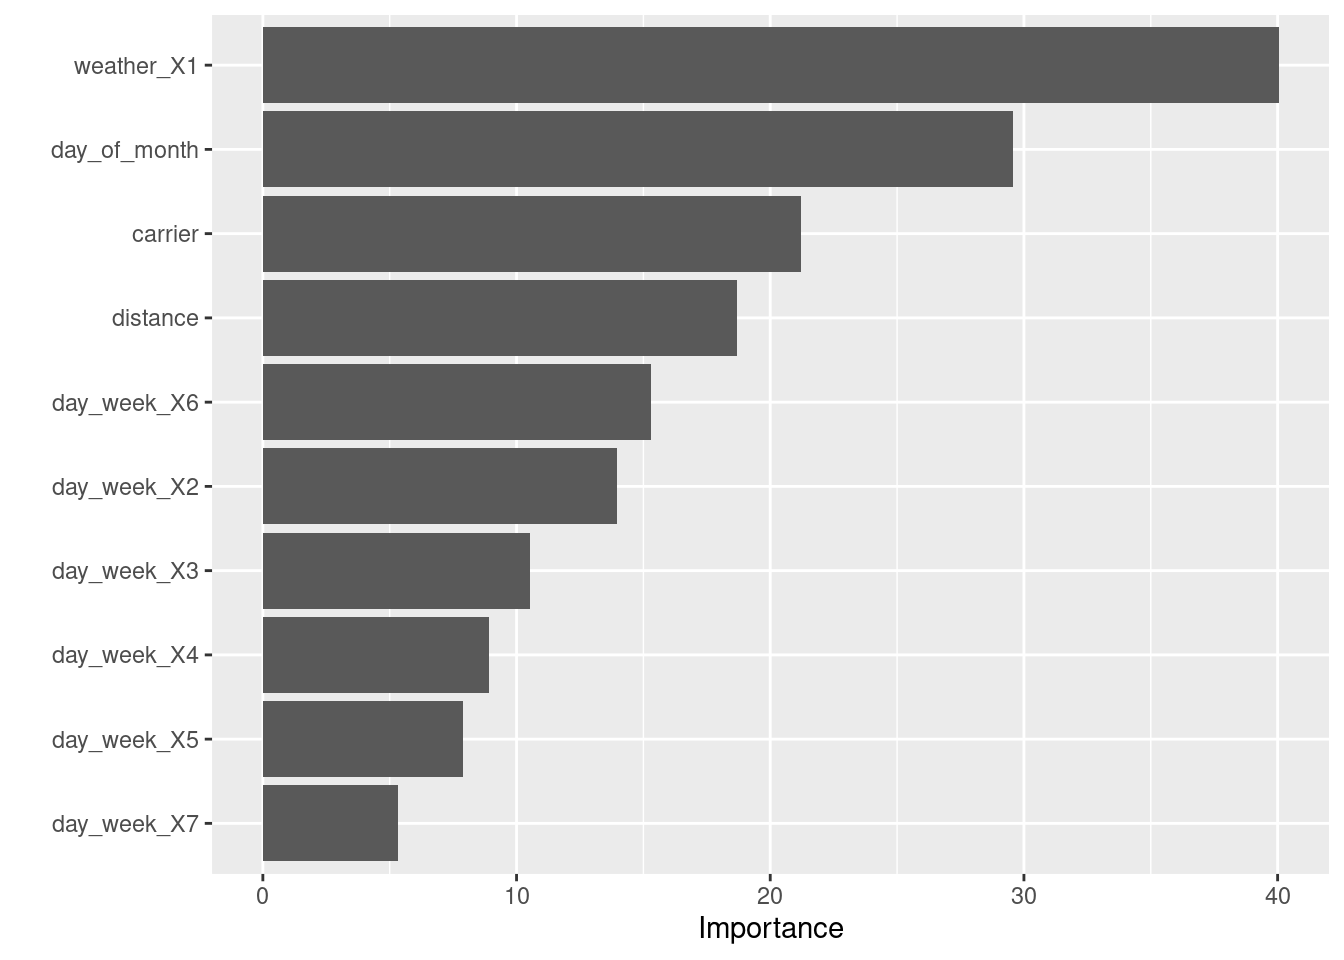 weather_X1
day_of_month
carrier
distance
day_week_X6
day_week_X2
day_week_X3
day_week_X4
day_week_X5
day_week_X7
0 10 20 30 40
Importance